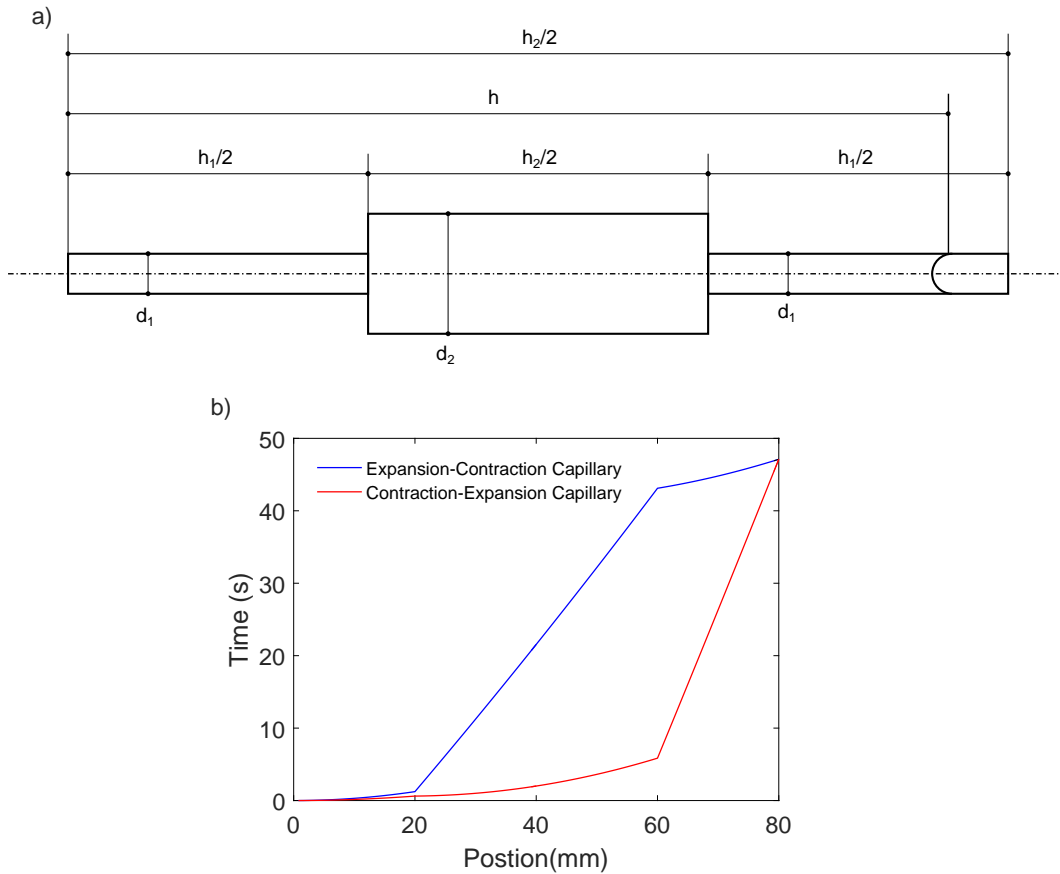 a)
h₂/2
h
h₁/2 h₂/2 h₁/2
d₁ d₂ d₁
b)
50
40
30
20
10
0
Time (s)
Expansion-Contraction Capillary
Contraction-Expansion Capillary
0 20 40 60 80
Postion(mm)